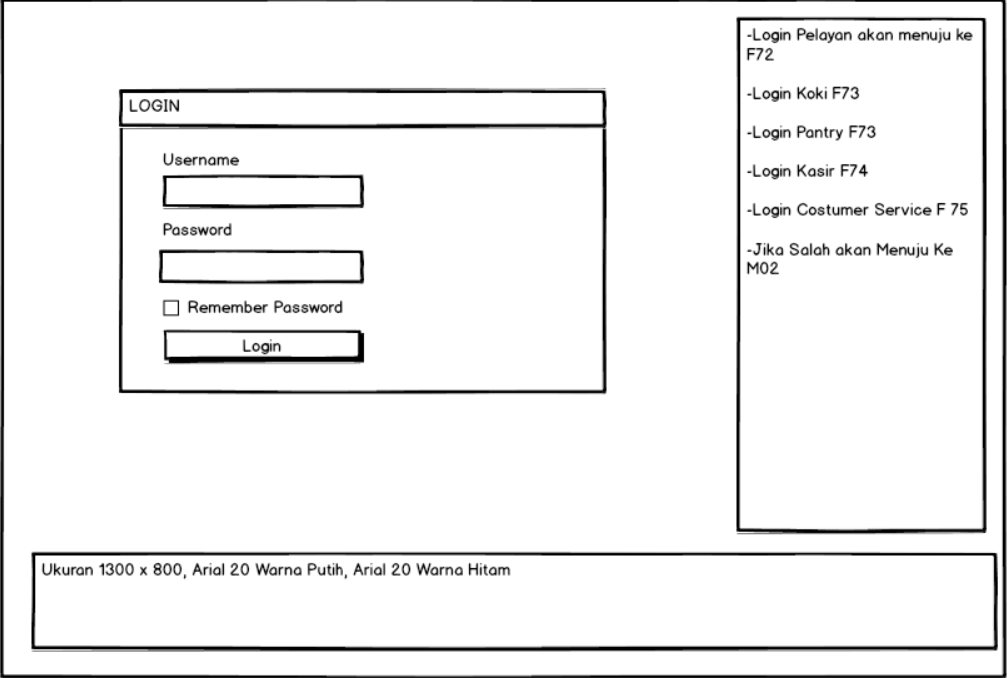 LOGIN
Username
Password
Remember Password
Login
-Login Pelayan akan menuju ke
F72
-Login Koki F73
-Login Pantry F73
-Login Kasir F74
-Login Costumer Service F 75
-Jika Salah akan Menuju Ke
M02
Ukuran 1300 x 800, Arial 20 Warna Putih, Arial 20 Warna Hitam